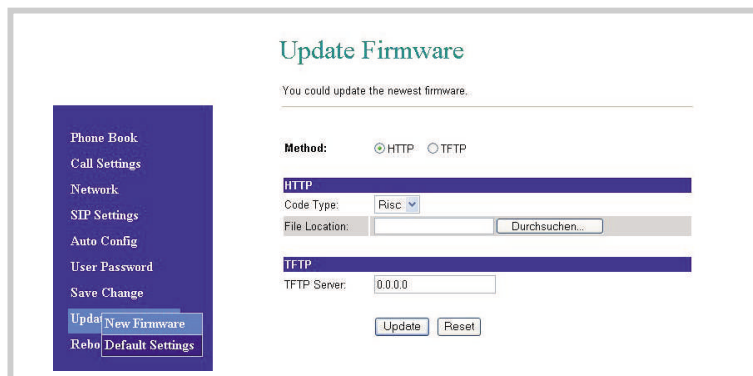 Update Firmware
You could update the newest firmware.
Phone Book
Call Settings
Network
SIP Settings
Auto Config
User Password
Save Change
New Firmware
Default Settings
Method: HTTP TFTP
HTTP
Code Type: Risc
File Location: Durchsuchen...
TFTP
TFTP Server: 0.0.0.0
Update Reset